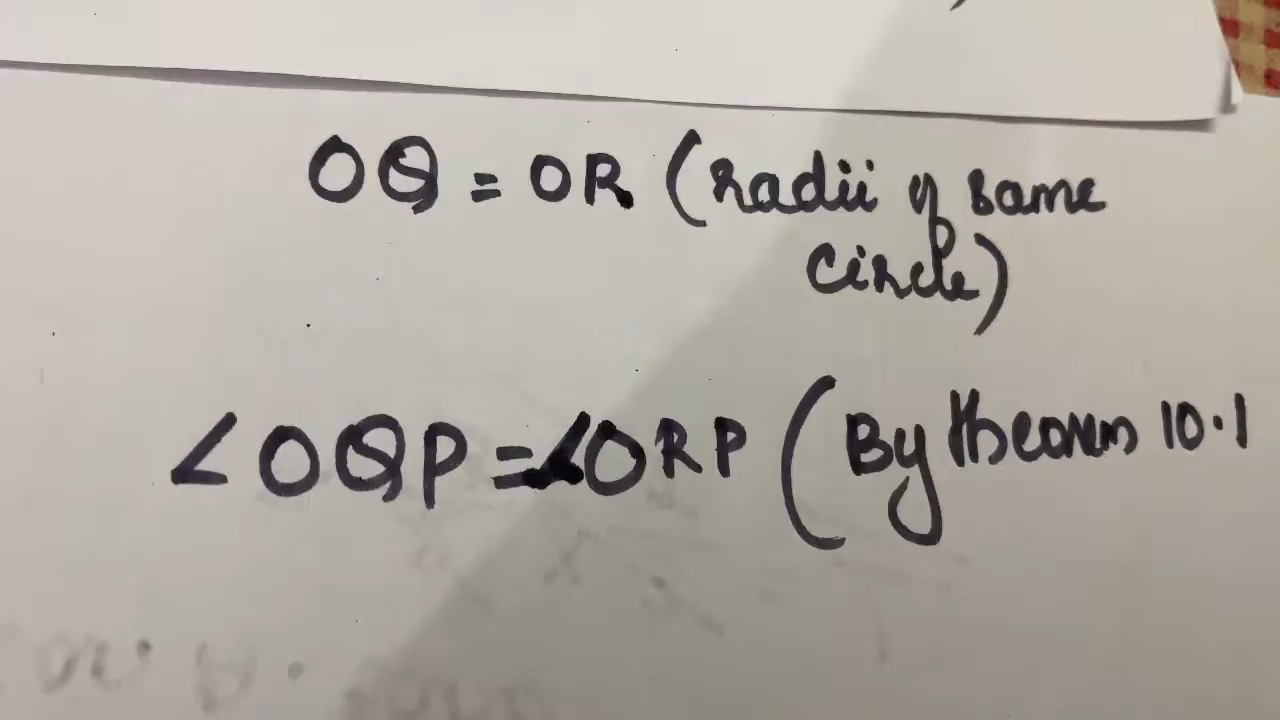 OQ = OR (radii of same
circle)
∠OQP = ∠ORP (By theorem 10.1